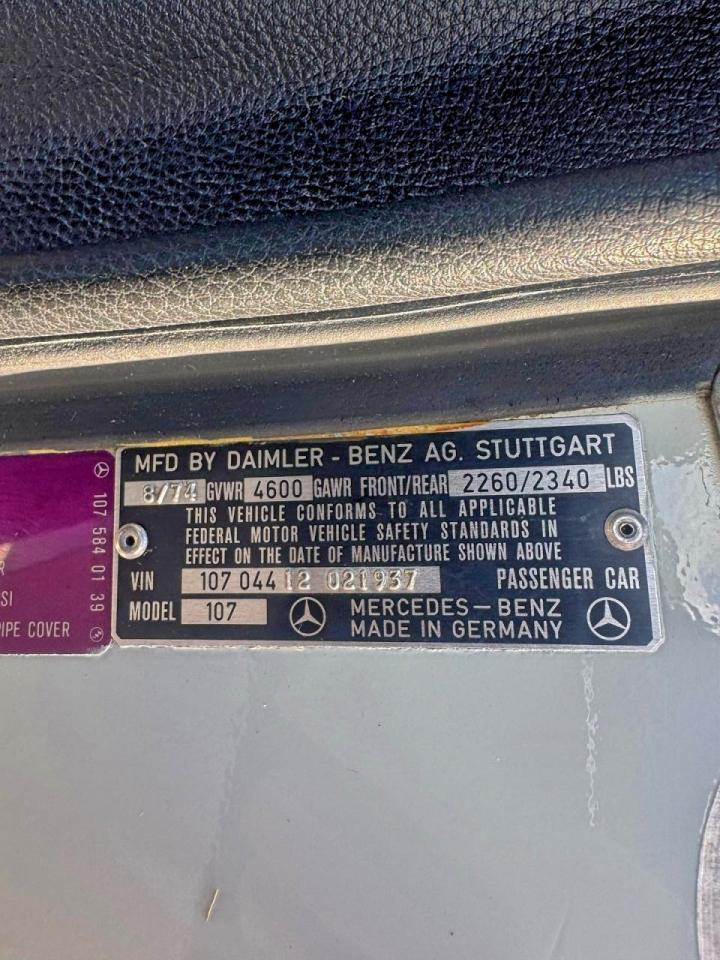 MFD BY DAIMLER - BENZ AG. STUTTGART
8/74 GVWR 4600 GAWR FRONT/REAR 2260/2340 LBS
THIS VEHICLE CONFORMS TO ALL APPLICABLE
FEDERAL MOTOR VEHICLE SAFETY STANDARDS IN
EFFECT ON THE DATE OF MANUFACTURE SHOWN ABOVE
VIN 107 044 12 021937 PASSENGER CAR
MODEL 107 MERCEDES-BENZ
MADE IN GERMANY
107 584 01 39
SI
PIPE COVER